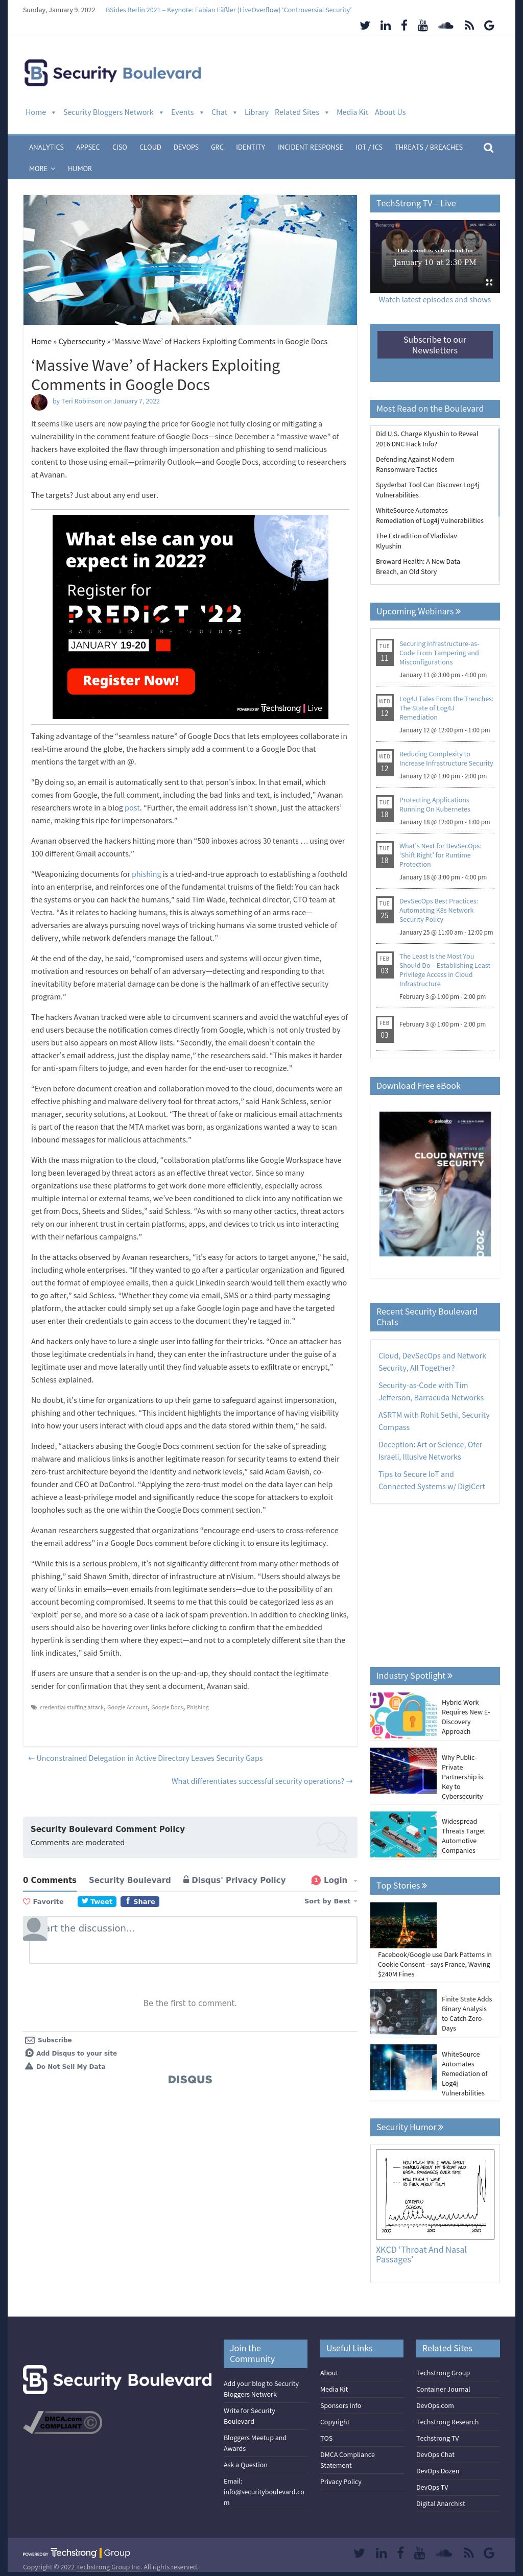 Sunday, January 9, 2022
BSides Berlin 2021 – Keynote: Fabian Fäßler (LiveOverflow) ‘Controversial Security’
Security Boulevard
Home
Security Bloggers Network
Events
Chat
Library
Related Sites
Media Kit
About Us
ANALYTICS
APPSEC
CISO
CLOUD
DEVOPS
GRC
IDENTITY
INCIDENT RESPONSE
IOT / ICS
THREATS / BREACHES
MORE
HUMOR
Home » Cybersecurity » ‘Massive Wave’ of Hackers Exploiting Comments in Google Docs
‘Massive Wave’ of Hackers Exploiting
Comments in Google Docs
by Teri Robinson on January 7, 2022
It seems like users are now paying the price for Google not fully closing or mitigating a
vulnerability in the comment feature of Google Docs—since December a “massive wave” of
hackers have exploited the flaw through impersonation and phishing to send malicious
content to those using email—primarily Outlook—and Google Docs, according to researchers
at Avanan.
The targets? Just about any end user.
What else can you
expect in 2022?
Register for
PREDICT '22
BACK TO THE FUTURE
JANUARY 19-20
Register Now!
POWERED BY Techstrong Live
Taking advantage of the “seamless nature” of Google Docs that lets employees collaborate in
real-time around the globe, the hackers simply add a comment to a Google Doc that
mentions the target with an @.
“By doing so, an email is automatically sent to that person’s inbox. In that email, which
comes from Google, the full comment, including the bad links and text, is included,” Avanan
researchers wrote in a blog post. “Further, the email address isn’t shown, just the attackers’
name, making this ripe for impersonators.”
Avanan observed the hackers hitting more than “500 inboxes across 30 tenants … using over
100 different Gmail accounts.“
“Weaponizing documents for phishing is a tried-and-true approach to establishing a foothold
into an enterprise, and reinforces one of the fundamental truisms of the field: You can hack
the system or you can hack the human,” said Tim Wade, technical director, CTO team at
Vectra. “As it relates to hacking humans, this is always something of an arms race—
adversaries are always going to look for the most trusted, or at least least untrusted vehicle of
delivery, while network defenders manage the fallout.”
At the end of the day, he said, “compromised users and systems will occur given time,
motivation and resources on behalf of an adversary—detecting and responding to that
inevitability before material damage can be realized is the hallmark of an effective security
program.”
The hackers Avanan tracked were able to circumvent scanners and avoid the watchful eyes of
end users because the notification comes directly from Google, which is not only trusted by
users but also appears on most Allow lists. “Secondly, the email doesn’t contain the
attacker’s email address, just the display name,” the researchers said. “This makes it harder
for anti-spam filters to judge, and even harder for the end-user to recognize.”
“Even before document creation and collaboration moved to the cloud, documents were an
effective phishing and malware delivery tool for threat actors,” said Hank Schless, senior
manager, security solutions, at Lookout. “The threat of fake or malicious email attachments
is part of the reason that the MTA market was born, as organizations wanted a way to scan
inbound messages for malicious attachments.”
With the mass migration to the cloud, “collaboration platforms like Google Workspace have
long been recognized by threat actors as an effective threat vector. Since so many
organizations rely on these platforms to get work done more efficiently, especially across
multiple internal or external teams, we’ve been conditioned to click into any notification we
get from Docs, Sheets and Slides,” said Schless. “As with so many other tactics, threat actors
rely on our inherent trust in certain platforms, apps, and devices to trick us into interacting
with their nefarious campaigns.”
In the attacks observed by Avanan researchers, “it’s easy for actors to target anyone,” he said,
including whole enterprises. “If they wanted to go after a particular organization and figured
out the format of employee emails, then a quick LinkedIn search would tell them exactly who
to go after,” said Schless. “Whether they come via email, SMS or a third-party messaging
platform, the attacker could simply set up a fake Google login page and have the targeted
user enter their credentials to gain access to the document they’re tagged in.”
And hackers only have to lure a single user into falling for their tricks. “Once an attacker has
those legitimate credentials in hand, they can enter the infrastructure under the guise of a
legitimate user and move laterally until they find valuable assets to exfiltrate or encrypt,”
Schless explained.
No doubt, it’s time for organizations to up their game to safeguard against impersonation,
phishing and other techniques. “This incident highlights the importance of having visibility
into how your users interact both with cloud apps and the data stored within them,” he said.
Indeed, “attackers abusing the Google Docs comment section for the sake of spreading
malware and malicious links is another strong reminder that organizations need to extend their
zero-trust architectures beyond the identity and network levels,” said Adam Gavish, co-
founder and CEO at DoControl. “Applying the zero-trust model on the data layer can help
achieve a least-privilege model and significantly reduce the scope for attackers to exploit
loopholes such as the one within the Google Docs comment section.”
Avanan researchers suggest organizations “encourage end-users to cross-reference the email
address” in a Google Docs comment before clicking it to ensure its legitimacy.
“While this is a serious problem, it’s not significantly different from many other methods of
phishing,” said Shawn Smith, director of infrastructure at nVisium. “Users should always be
wary of links in emails—even emails from legitimate senders—due to the possibility of an
account becoming compromised. It seems to me that this could be categorized less as an
‘exploit’ per se, and more so a case of a lack of spam prevention. In addition to checking links,
users should also be hovering over links before clicking to confirm that the embedded
hyperlink is sending them where they expect—and not to a completely different site than the
link indicates,” said Smith.
If users are unsure that a sender is on the up-and-up, they should contact the legitimate
sender for confirmation that they sent a document, Avanan said.
credential stuffing attack, Google Account, Google Docs, Phishing
← Unconstrained Delegation in Active Directory Leaves Security Gaps
What differentiates successful security operations? →
Security Boulevard Comment Policy
Comments are moderated
0 Comments
Security Boulevard
Disqus' Privacy Policy
1
Login
Favorite
Tweet
Share
Sort by Best
art the discussion…
Be the first to comment.
Subscribe
Add Disqus to your site
Do Not Sell My Data
DISQUS
TechStrong TV – Live
This event is scheduled for
January 10 at 2:30 PM
Watch latest episodes and shows
Subscribe to our
Newsletters
Most Read on the Boulevard
Did U.S. Charge Klyushin to Reveal
2016 DNC Hack Info?
Defending Against Modern
Ransomware Tactics
Spyderbat Tool Can Discover Log4j
Vulnerabilities
WhiteSource Automates
Remediation of Log4j Vulnerabilities
The Extradition of Vladislav
Klyushin
Broward Health: A New Data
Breach, an Old Story
Upcoming Webinars
TUE
11
Securing Infrastructure-as-
Code From Tampering and
Misconfigurations
January 11 @ 3:00 pm - 4:00 pm
WED
12
Log4J Tales From the Trenches:
The State of Log4J
Remediation
January 12 @ 12:00 pm - 1:00 pm
WED
12
Reducing Complexity to
Increase Infrastructure Security
January 12 @ 1:00 pm - 2:00 pm
TUE
18
Protecting Applications
Running On Kubernetes
January 18 @ 12:00 pm - 1:00 pm
TUE
18
What’s Next for DevSecOps:
‘Shift Right’ for Runtime
Protection
January 18 @ 3:00 pm - 4:00 pm
TUE
25
DevSecOps Best Practices:
Automating K8s Network
Security Policy
January 25 @ 11:00 am - 12:00 pm
FEB
03
The Least is the Most You
Should Do – Establishing Least-
Privilege Access in Cloud
Infrastructure
February 3 @ 1:00 pm - 2:00 pm
FEB
03
February 3 @ 1:00 pm - 2:00 pm
Download Free eBook
paloalto
THE STATE OF
CLOUD NATIVE
SECURITY
2020
Recent Security Boulevard
Chats
Cloud, DevSecOps and Network
Security, All Together?
Security-as-Code with Tim
Jefferson, Barracuda Networks
ASRTM with Rohit Sethi, Security
Compass
Deception: Art or Science, Ofer
Israeli, Illusive Networks
Tips to Secure IoT and
Connected Systems w/ DigiCert
Industry Spotlight
Hybrid Work
Requires New E-
Discovery
Approach
Why Public-
Private
Partnership is
Key to
Cybersecurity
Widespread
Threats Target
Automotive
Companies
Top Stories
Facebook/Google use Dark Patterns in
Cookie Consent—says France, Waving
$240M Fines
Finite State Adds
Binary Analysis
to Catch Zero-
Days
WhiteSource
Automates
Remediation of
Log4j
Vulnerabilities
Security Humor
HOW MUCH TIME I HAVE SPENT
THINKING ABOUT MY THROAT AND
NASAL PASSAGES, OVER TIME
HOW MUCH I WANT
TO THINK ABOUT THEM
COLD/FLU
SEASON
2000
2010
2020
XKCD ‘Throat And Nasal
Passages’
Security Boulevard
DMCA.com
COMPLIANT
Join the
Community
Add your blog to Security
Bloggers Network
Write for Security
Boulevard
Bloggers Meetup and
Awards
Ask a Question
Email:
info@securityboulevard.co
m
Useful Links
About
Media Kit
Sponsors Info
Copyright
TOS
DMCA Compliance
Statement
Privacy Policy
Related Sites
Techstrong Group
Container Journal
DevOps.com
Techstrong Research
Techstrong TV
DevOps Chat
DevOps Dozen
DevOps TV
Digital Anarchist
POWERED BY Techstrong Group
Copyright © 2022 Techstrong Group Inc. All rights reserved.